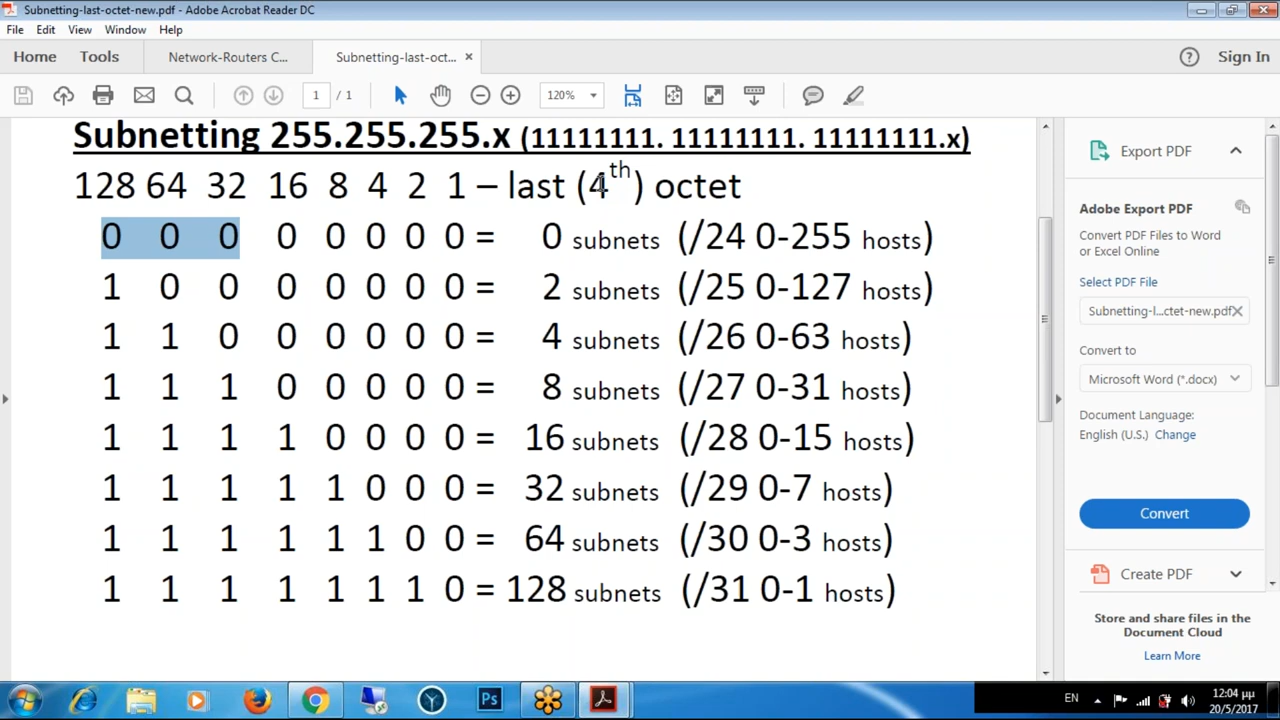 Subnetting-last-octet-new.pdf - Adobe Acrobat Reader DC
File Edit View Window Help
Home Tools Network-Routers C... Subnetting-last-oct... × ? Sign In
1 / 1 120%
Subnetting 255.255.255.x (11111111. 11111111. 11111111.x)
128 64 32 16 8 4 2 1 – last (4th) octet
0 0 0 0 0 0 0 0 = 0 subnets (/24 0-255 hosts)
1 0 0 0 0 0 0 0 = 2 subnets (/25 0-127 hosts)
1 1 0 0 0 0 0 0 = 4 subnets (/26 0-63 hosts)
1 1 1 0 0 0 0 0 = 8 subnets (/27 0-31 hosts)
1 1 1 1 0 0 0 0 = 16 subnets (/28 0-15 hosts)
1 1 1 1 1 0 0 0 = 32 subnets (/29 0-7 hosts)
1 1 1 1 1 1 0 0 = 64 subnets (/30 0-3 hosts)
1 1 1 1 1 1 1 0 = 128 subnets (/31 0-1 hosts)
Export PDF
Adobe Export PDF
Convert PDF Files to Word
or Excel Online
Select PDF File
Subnetting-l...ctet-new.pdf ×
Convert to
Microsoft Word (*.docx)
Document Language:
English (U.S.) Change
Convert
Create PDF
Store and share files in the
Document Cloud
Learn More
Ps
EN
12:04 μμ
20/5/2017